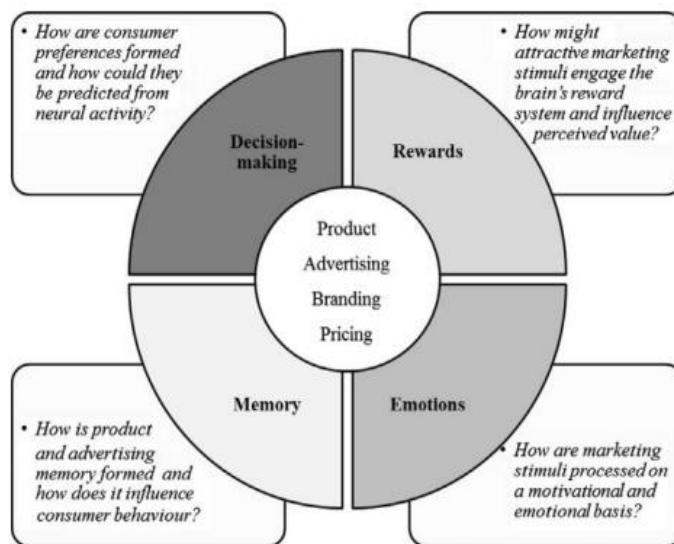 • How are consumer
preferences formed
and how could they
be predicted from
neural activity?
• How might
attractive marketing
stimuli engage the
brain's reward
system and influence
perceived value?
Decision-
making
Rewards
Product
Advertising
Branding
Pricing
Memory
Emotions
• How is product
and advertising
memory formed and
how does it influence
consumer behaviour?
• How are marketing
stimuli processed on
a motivational and
emotional basis?